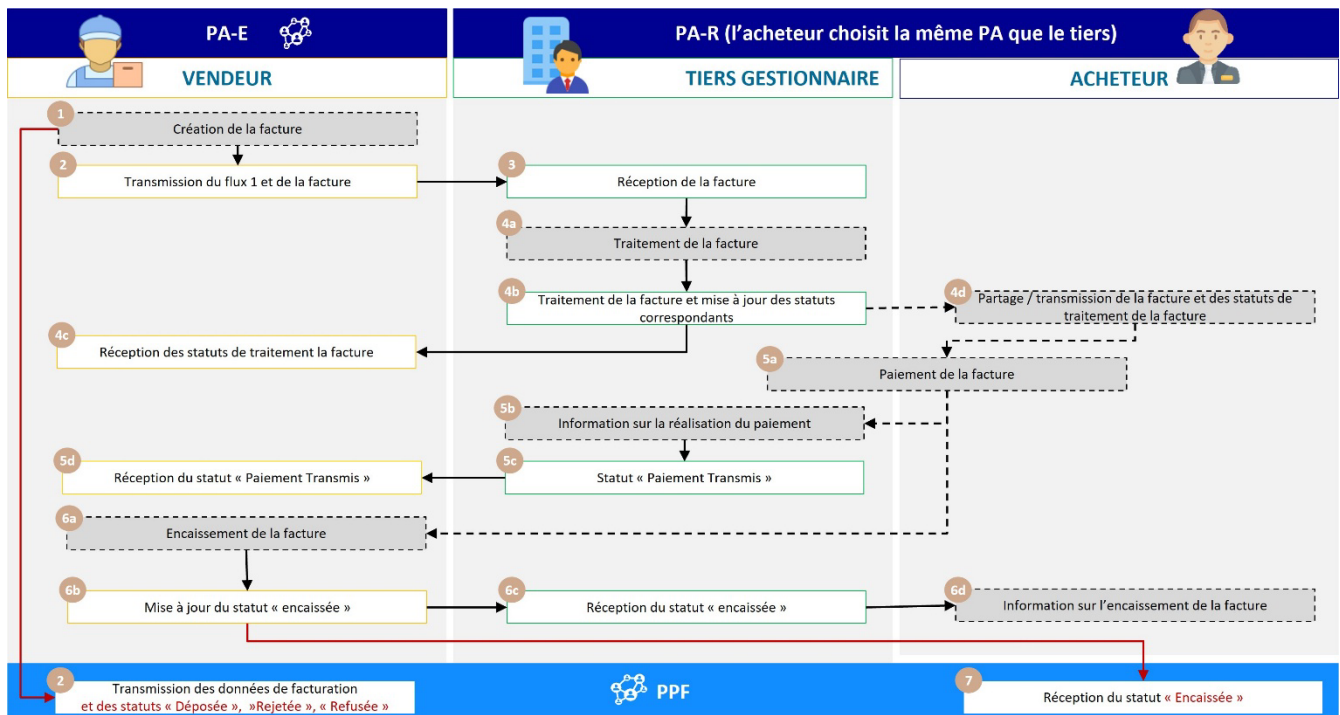 PA-E
PA-R (l’acheteur choisit la même PA que le tiers)
VENDEUR
TIERS GESTIONNAIRE
ACHETEUR
1
Création de la facture
2
Transmission du flux 1 et de la facture
3
Réception de la facture
4a
Traitement de la facture
4b
Traitement de la facture et mise à jour des statuts
correspondants
4d
Partage / transmission de la facture et des statuts de
traitement de la facture
4c
Réception des statuts de traitement la facture
5a
Paiement de la facture
5b
Information sur la réalisation du paiement
5d
Réception du statut « Paiement Transmis »
5c
Statut « Paiement Transmis »
6a
Encaissement de la facture
6b
Mise à jour du statut « encaissée »
6c
Réception du statut « encaissée »
6d
Information sur l’encaissement de la facture
2
Transmission des données de facturation
et des statuts « Déposée », »Rejetée », « Refusée »
PPF
7
Réception du statut « Encaissée »